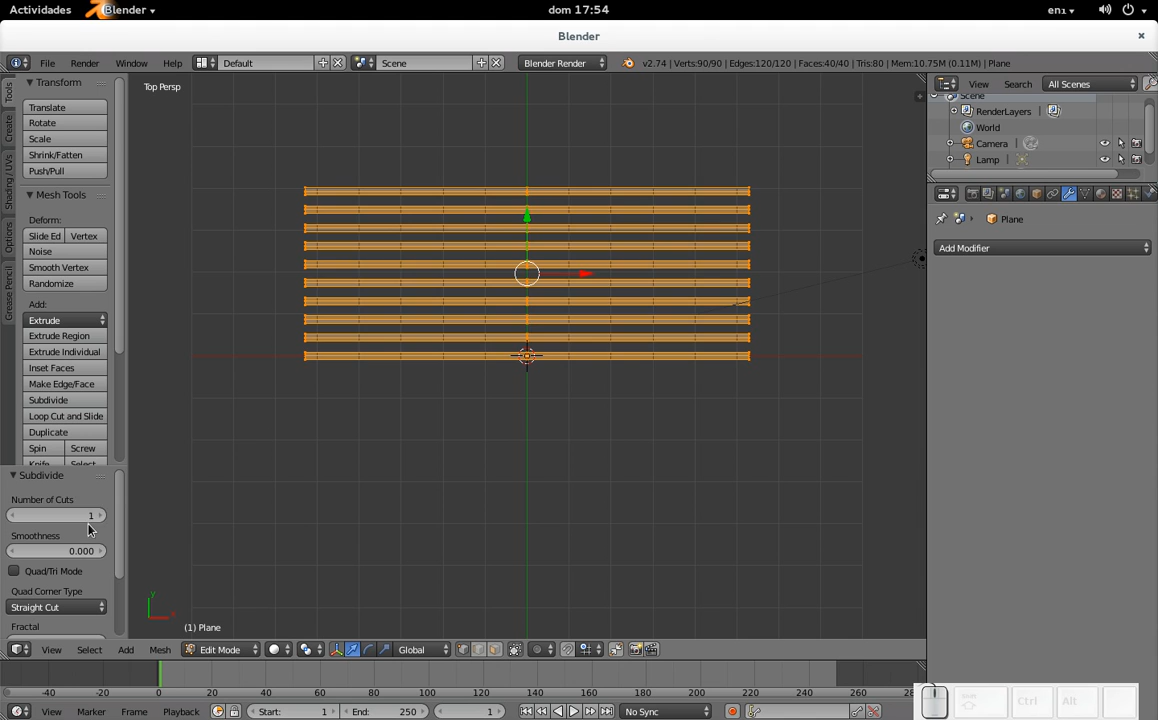 Actividades Blender dom 17:54 en1
Blender
File Render Window Help Default Scene Blender Render v2.74 | Verts:90/90 | Edges:120/120 | Faces:40/40 | Tris:80 | Mem:10.75M (0.11M) | Plane
Tools
Create
Shading / UVs
Options
Grease Pencil
Transform
Translate
Rotate
Scale
Shrink/Fatten
Push/Pull
Mesh Tools
Deform:
Slide Ed Vertex
Noise
Smooth Vertex
Randomize
Add:
Extrude
Extrude Region
Extrude Individual
Inset Faces
Make Edge/Face
Subdivide
Loop Cut and Slide
Duplicate
Spin Screw
Knife Select
Subdivide
Number of Cuts
1
Smoothness
0.000
Quad/Tri Mode
Quad Corner Type
Straight Cut
Fractal
Top Persp
y
(1) Plane
View Search All Scenes
Scene
RenderLayers
World
Camera
Lamp
Plane
Add Modifier
View Select Add Mesh Edit Mode Global
-40 -20 0 20 40 60 80 100 120 140 160 180 200 220 240 260
View Marker Frame Playback Start: 1 End: 250 1 No Sync
Ctrl Alt